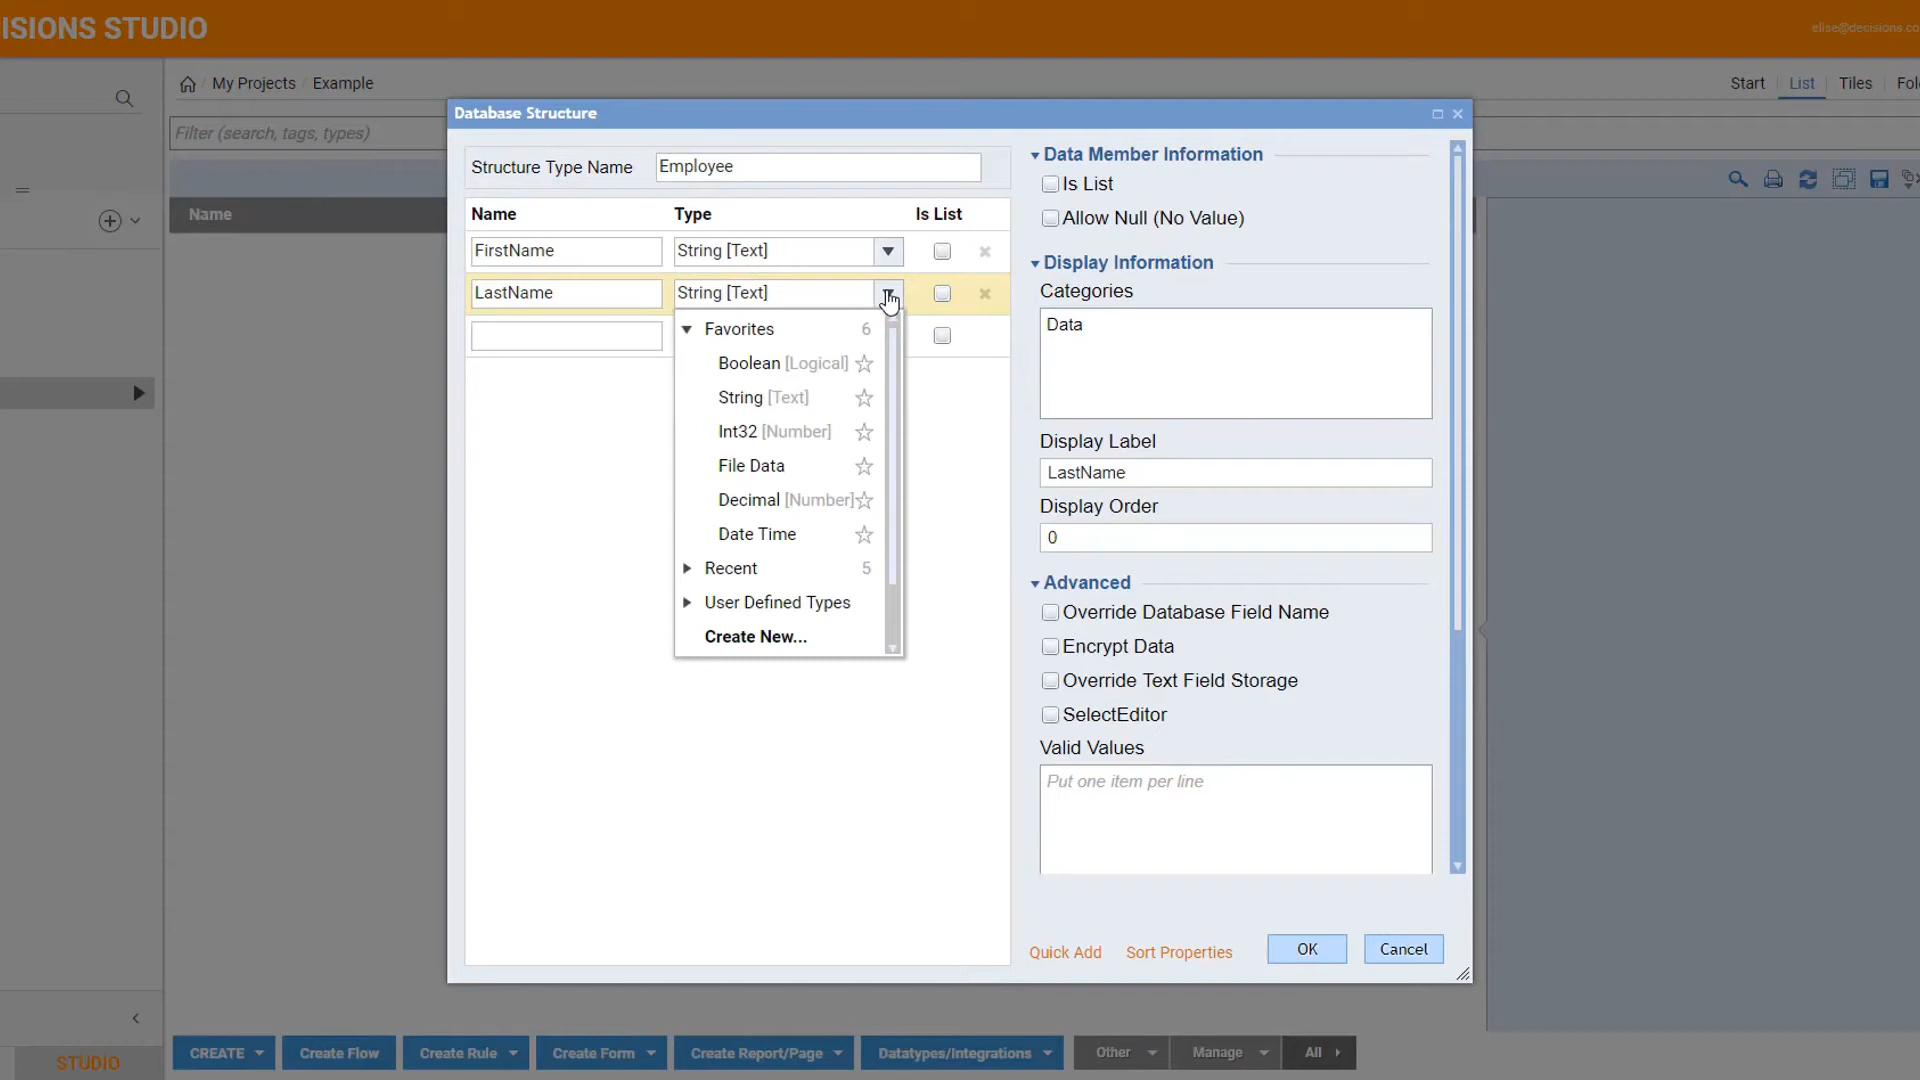 ISIONS STUDIO
elise@decisions.co
My Projects / Example
Start
List
Tiles
Fol
Filter (search, tags, types)
Name
Database Structure
Structure Type Name
Employee
Name
Type
Is List
FirstName
String [Text]
LastName
String [Text]
Favorites 6
Boolean [Logical]
String [Text]
Int32 [Number]
File Data
Decimal [Number]
Date Time
Recent 5
User Defined Types
Create New...
Data Member Information
Is List
Allow Null (No Value)
Display Information
Categories
Data
Display Label
LastName
Display Order
0
Advanced
Override Database Field Name
Encrypt Data
Override Text Field Storage
SelectEditor
Valid Values
Put one item per line
Quick Add
Sort Properties
OK
Cancel
STUDIO
CREATE
Create Flow
Create Rule
Create Form
Create Report/Page
Datatypes/Integrations
Other
Manage
All